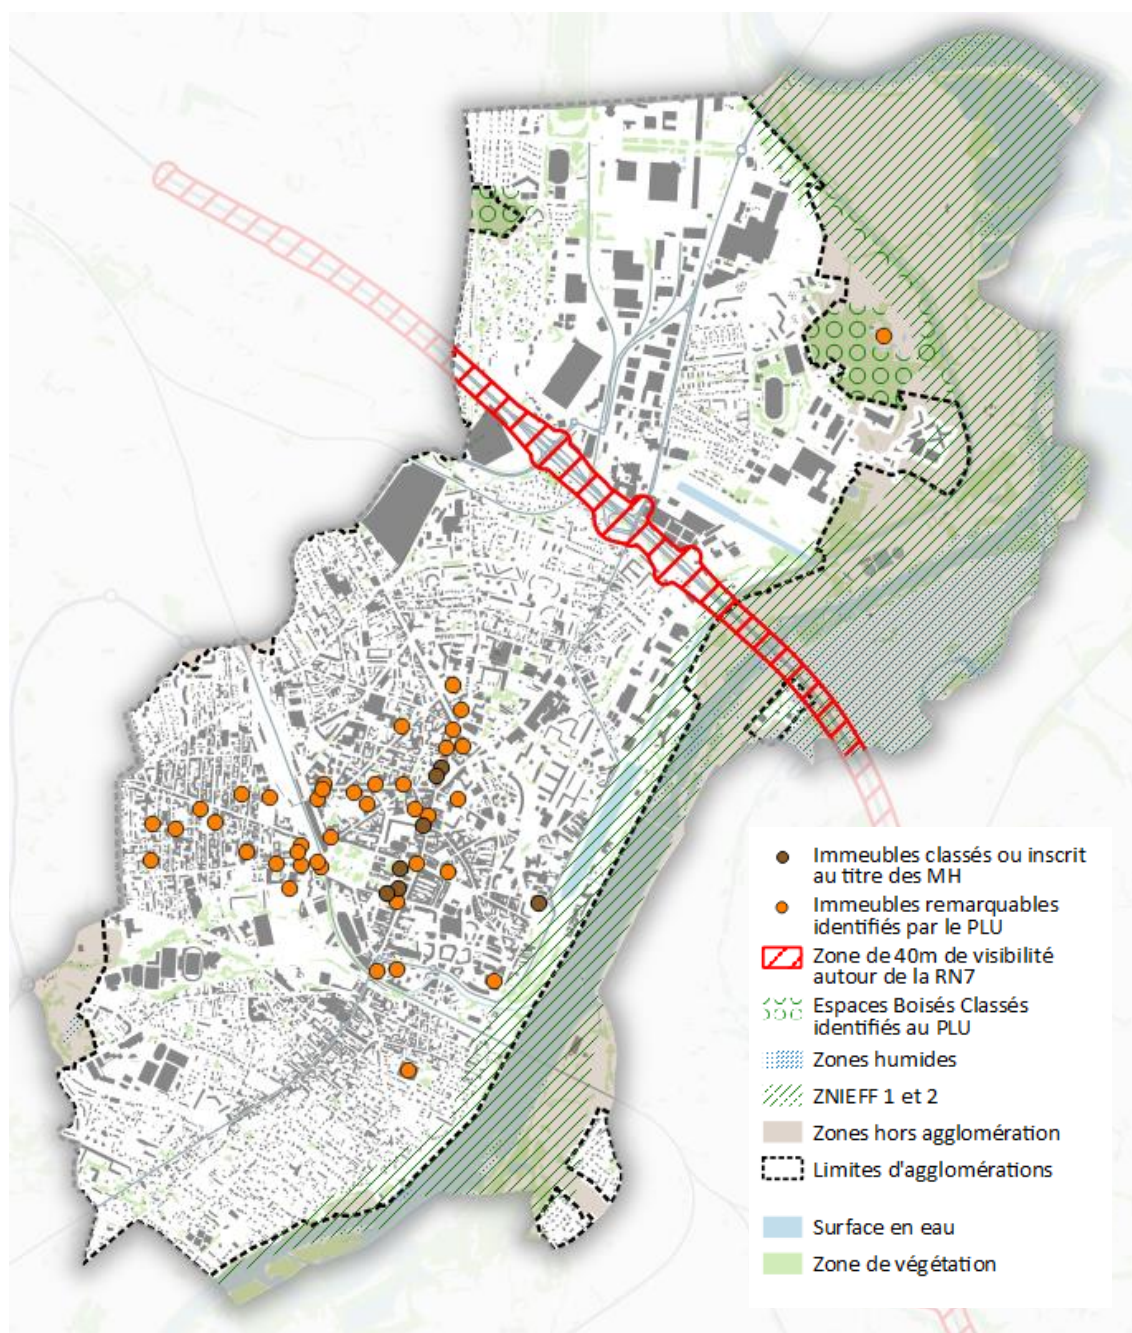 Immeubles classés ou inscrit
au titre des MH
Immeubles remarquables
identifiés par le PLU
Zone de 40m de visibilité
autour de la RN7
Espaces Boisés Classés
identifiés au PLU
Zones humides
ZNIEFF 1 et 2
Zones hors agglomération
Limites d'agglomérations
Surface en eau
Zone de végétation